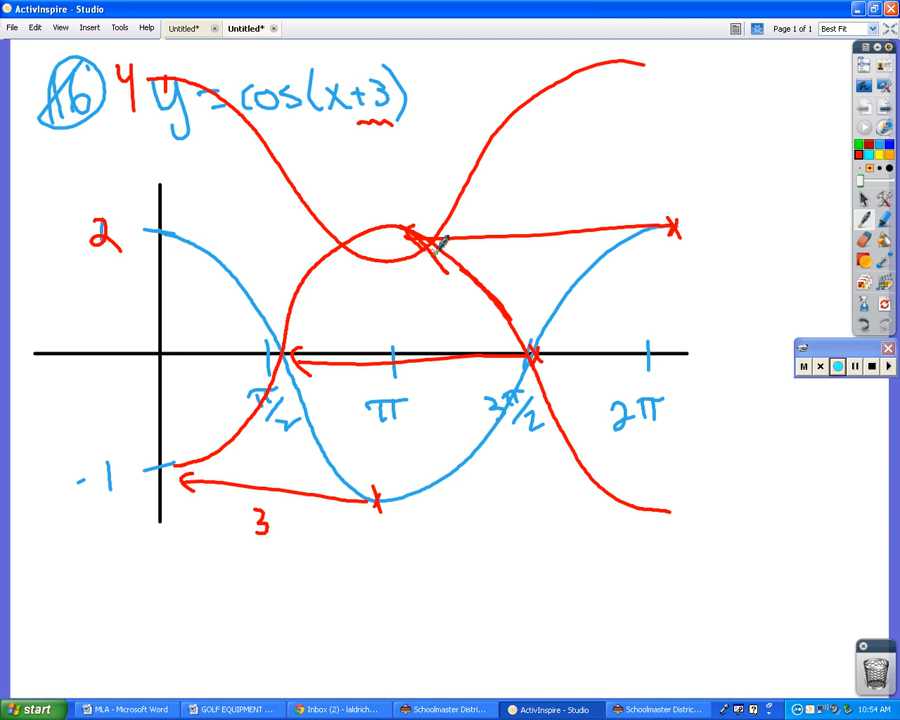 ActivInspire - Studio
File Edit View Insert Tools Help
Untitled* Untitled* Page 1 of 1 Best Fit
16 4 y = cos(x+3)
2
π/2 π 3π/2 2π
-1
3
M
start MLA - Microsoft Word GOLF EQUIPMENT ... Inbox (2) - laldrich... Schoolmaster Distri... ActivInspire - Studio Schoolmaster Distri... 10:54 AM